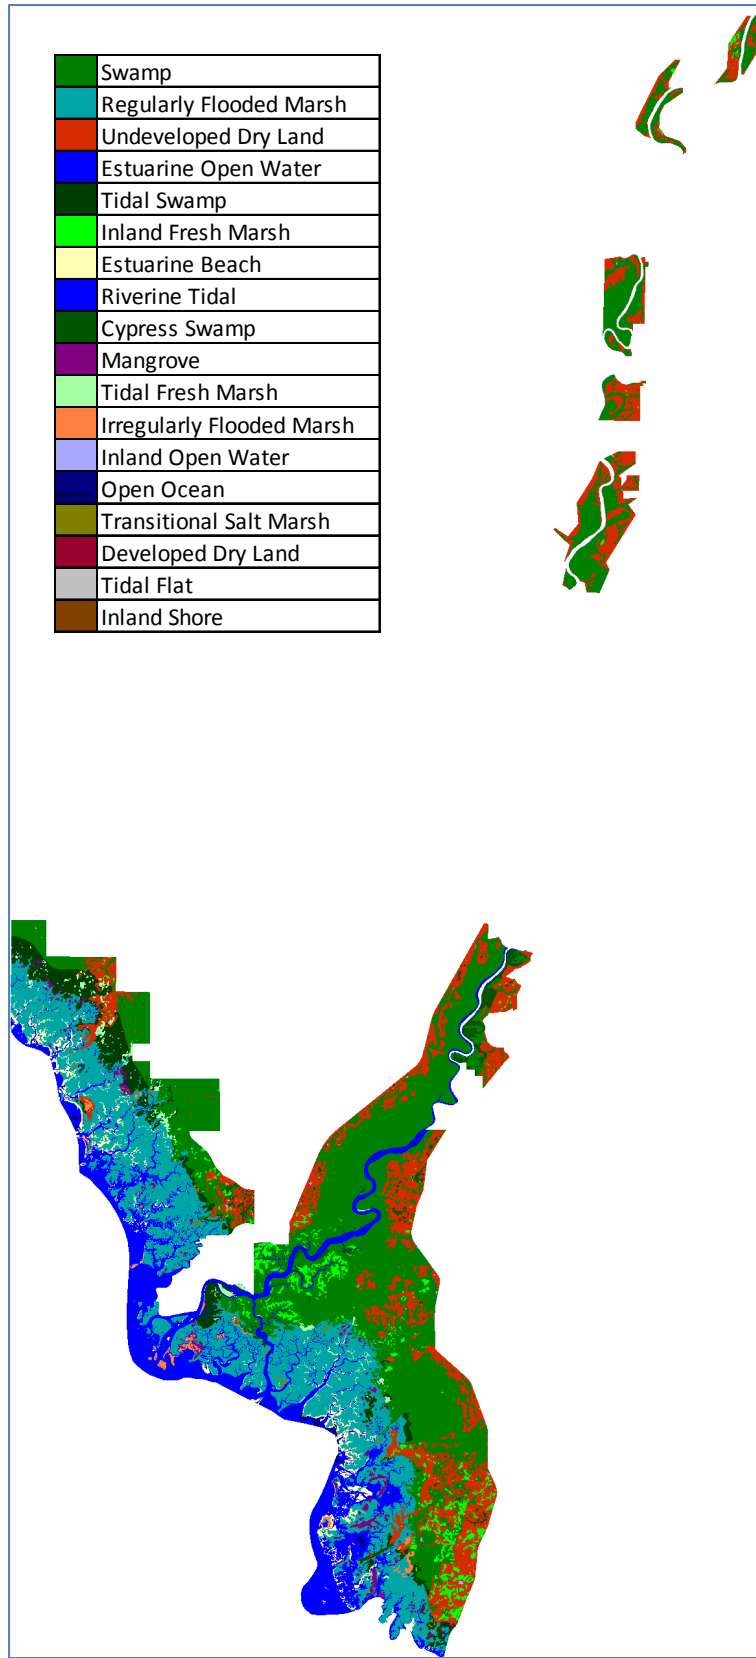 Swamp
Regularly Flooded Marsh
Undeveloped Dry Land
Estuarine Open Water
Tidal Swamp
Inland Fresh Marsh
Estuarine Beach
Riverine Tidal
Cypress Swamp
Mangrove
Tidal Fresh Marsh
Irregularly Flooded Marsh
Inland Open Water
Open Ocean
Transitional Salt Marsh
Developed Dry Land
Tidal Flat
Inland Shore